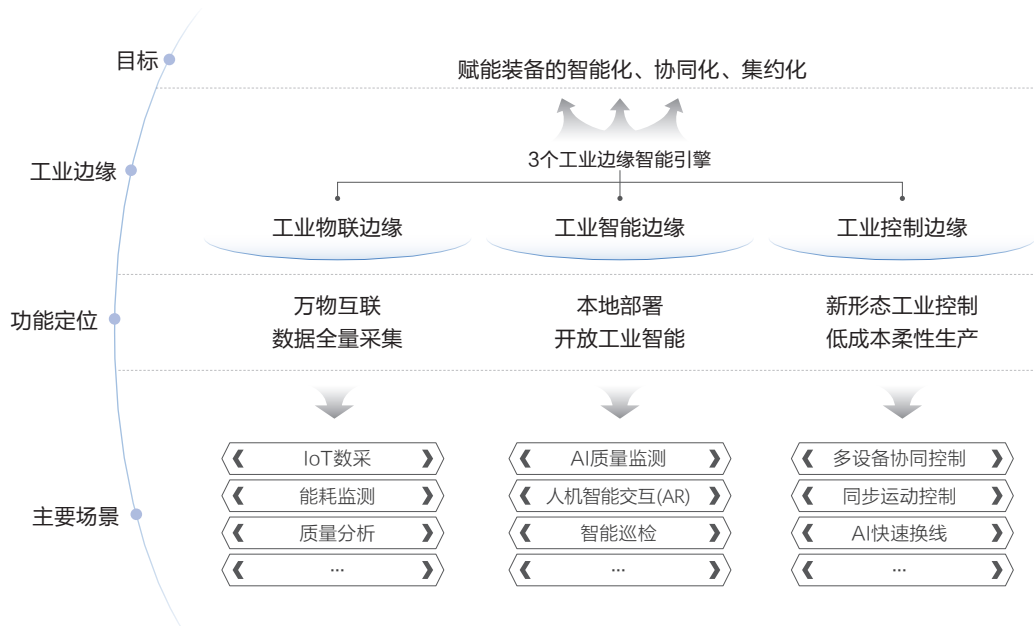 目标
赋能装备的智能化、协同化、集约化
工业边缘
3个工业边缘智能引擎
工业物联边缘
工业智能边缘
工业控制边缘
功能定位
万物互联
数据全量采集
本地部署
开放工业智能
新形态工业控制
低成本柔性生产
主要场景
IoT数采
能耗监测
质量分析
...
AI质量监测
人机智能交互(AR)
智能巡检
...
多设备协同控制
同步运动控制
AI快速换线
...